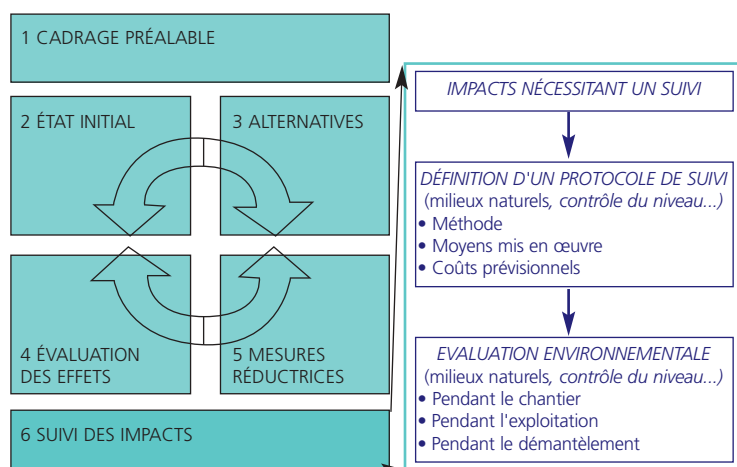 1 CADRAGE PRÉALABLE
2 ÉTAT INITIAL
3 ALTERNATIVES
4 ÉVALUATION
DES EFFETS
5 MESURES
RÉDUCTRICES
6 SUIVI DES IMPACTS
IMPACTS NÉCESSITANT UN SUIVI
DÉFINITION D'UN PROTOCOLE DE SUIVI
(milieux naturels, contrôle du niveau...)
• Méthode
• Moyens mis en œuvre
• Coûts prévisionnels
EVALUATION ENVIRONNEMENTALE
(milieux naturels, contrôle du niveau...)
• Pendant le chantier
• Pendant l'exploitation
• Pendant le démantèlement